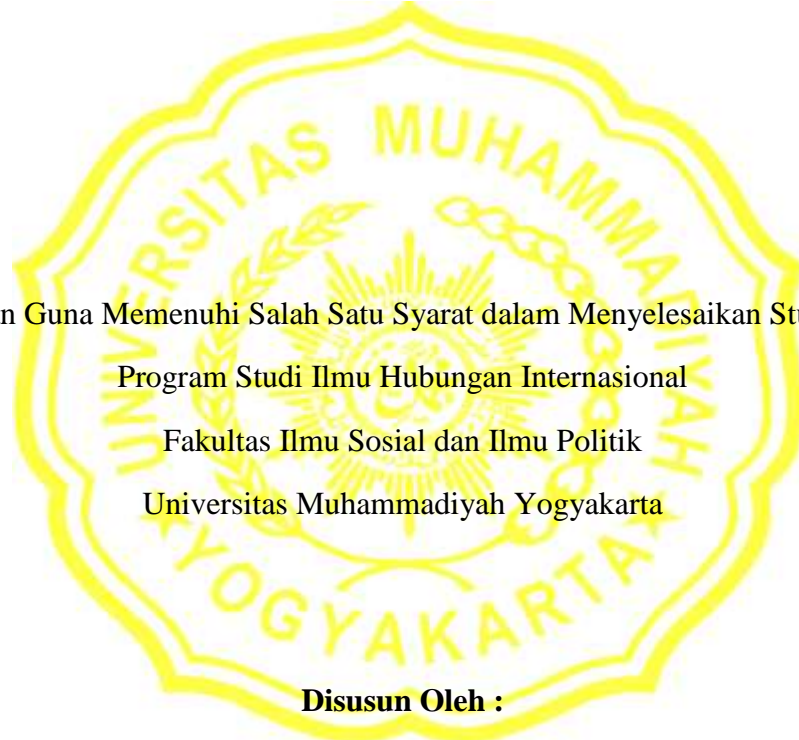 UNIVERSITAS MUHAMMADIYAH
n Guna Memenuhi Salah Satu Syarat dalam Menyelesaikan Stu
Program Studi Ilmu Hubungan Internasional
Fakultas Ilmu Sosial dan Ilmu Politik
Universitas Muhammadiyah Yogyakarta
★YOGYAKARTA★
Disusun Oleh :